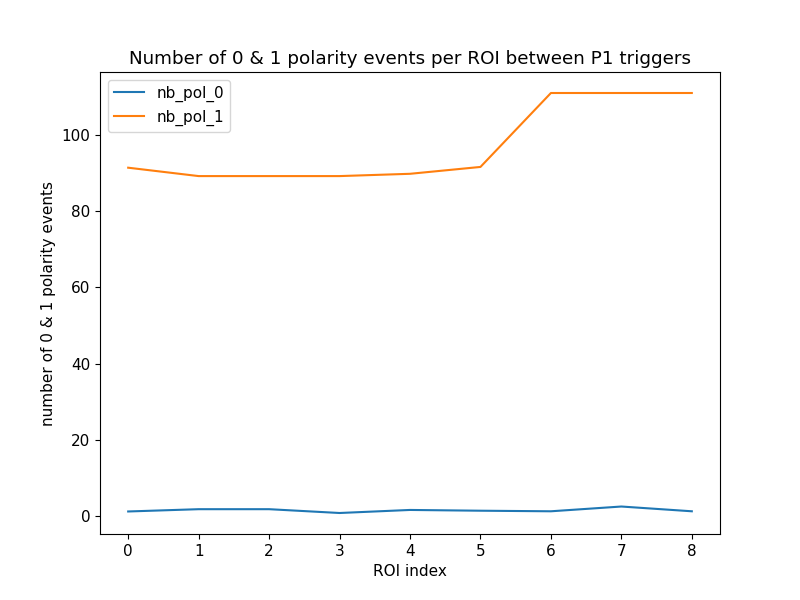 Number of 0 & 1 polarity events per ROI between P1 triggers
nb_pol_0
nb_pol_1
number of 0 & 1 polarity events
100
80
60
40
20
0
0 1 2 3 4 5 6 7 8
ROI index